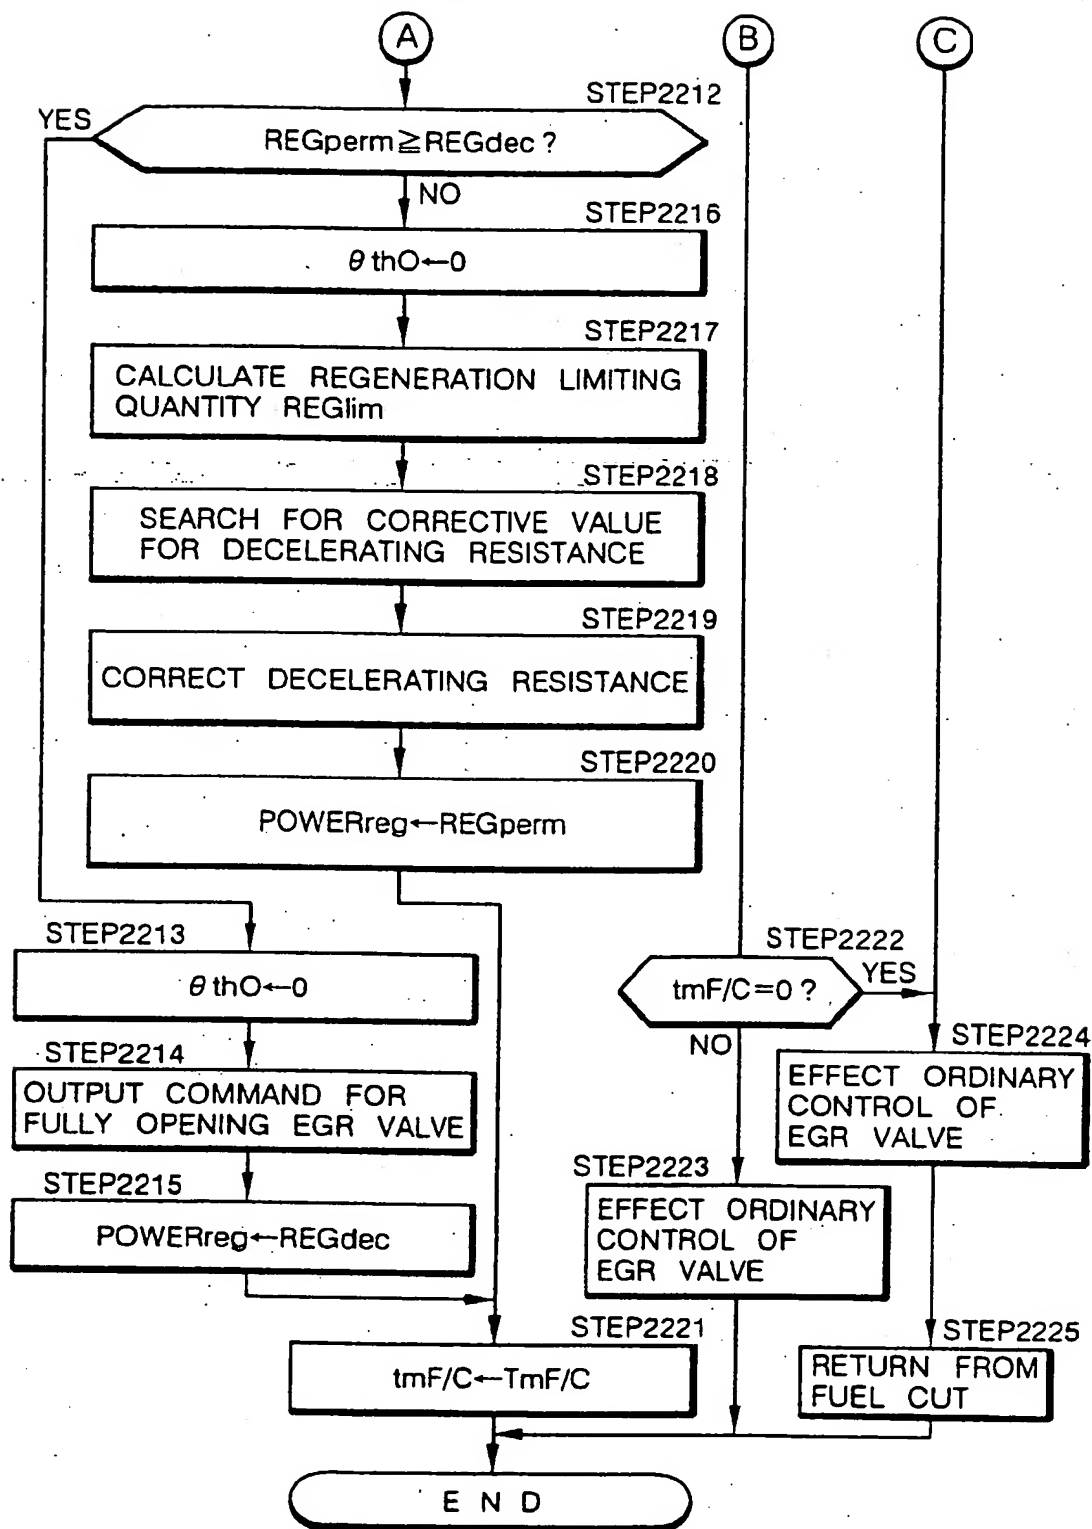 A
B
C
STEP2212
YES
REGperm≧REGdec?
NO
STEP2216
θthO←0
STEP2217
CALCULATE REGENERATION LIMITING
QUANTITY REGlim
STEP2218
SEARCH FOR CORRECTIVE VALUE
FOR DECELERATING RESISTANCE
STEP2219
CORRECT DECELERATING RESISTANCE
STEP2220
POWERreg←REGperm
STEP2213
θthO←0
STEP2214
OUTPUT COMMAND FOR
FULLY OPENING EGR VALVE
STEP2215
POWERreg←REGdec
STEP2222
tmF/C=0?
YES
NO
STEP2224
EFFECT ORDINARY
CONTROL OF
EGR VALVE
STEP2223
EFFECT ORDINARY
CONTROL OF
EGR VALVE
STEP2221
tmF/C←TmF/C
STEP2225
RETURN FROM
FUEL CUT
END